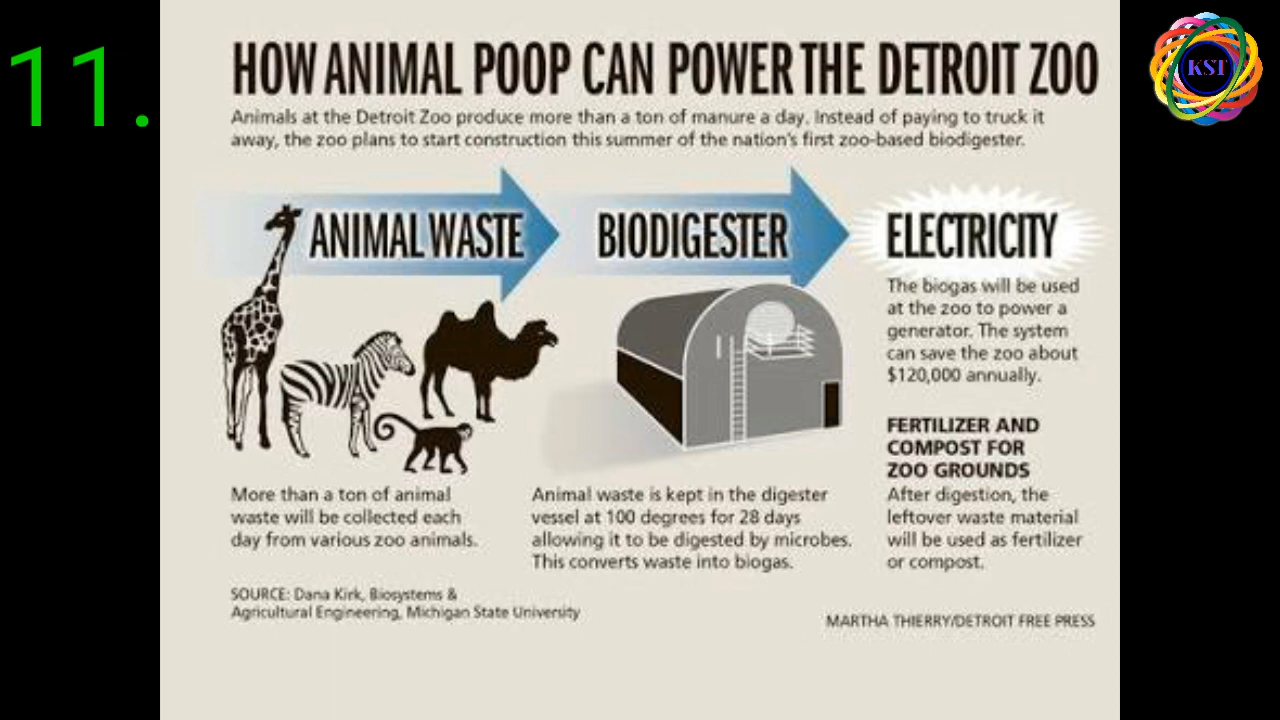 11.
KST
HOW ANIMAL POOP CAN POWER THE DETROIT ZOO
Animals at the Detroit Zoo produce more than a ton of manure a day. Instead of paying to truck it
away, the zoo plans to start construction this summer of the nation's first zoo-based biodigester.
ANIMAL WASTE
BIODIGESTER
ELECTRICITY
The biogas will be used
at the zoo to power a
generator. The system
can save the zoo about
$120,000 annually.
FERTILIZER AND
COMPOST FOR
ZOO GROUNDS
After digestion, the
leftover waste material
will be used as fertilizer
or compost.
More than a ton of animal
waste will be collected each
day from various zoo animals.
Animal waste is kept in the digester
vessel at 100 degrees for 28 days
allowing it to be digested by microbes.
This converts waste into biogas.
SOURCE: Dana Kirk, Biosystems &
Agricultural Engineering, Michigan State University
MARTHA THIERRY/DETROIT FREE PRESS